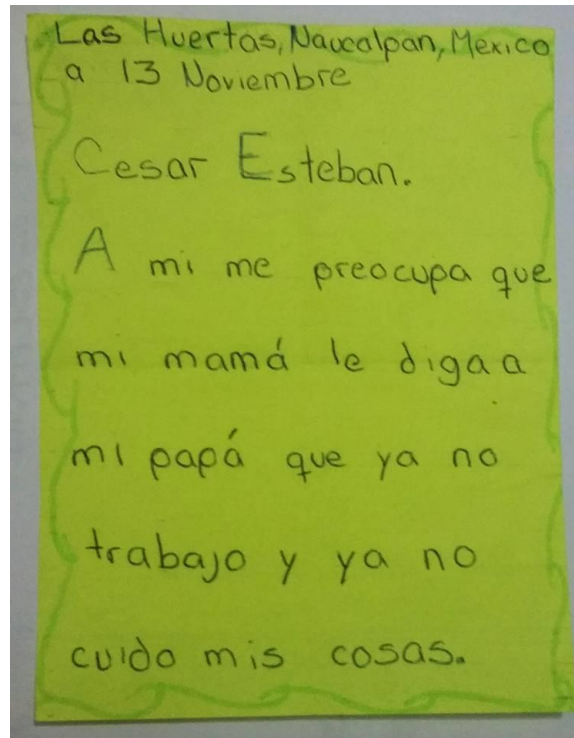 Las Huertas, Naucalpan, Mexico
a 13 Noviembre
Cesar Esteban.
A mi me preocupa que
mi mamá le diga a
mi papá que ya no
trabajo y ya no
cuido mis cosas.